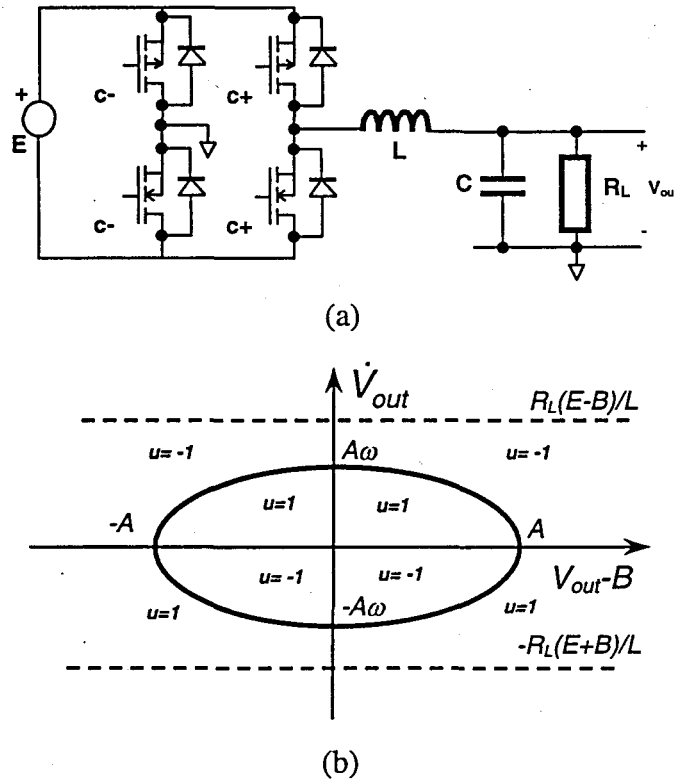 +
E
c-
c+
c-
c+
L
C
R_L
+
V_ou
-
(a)
V̇_out
R_L(E-B)/L
u= -1
u= -1
Aω
u=1
u=1
-A
A
V_out-B
u= -1
u= -1
u=1
-Aω
u=1
-R_L(E+B)/L
(b)